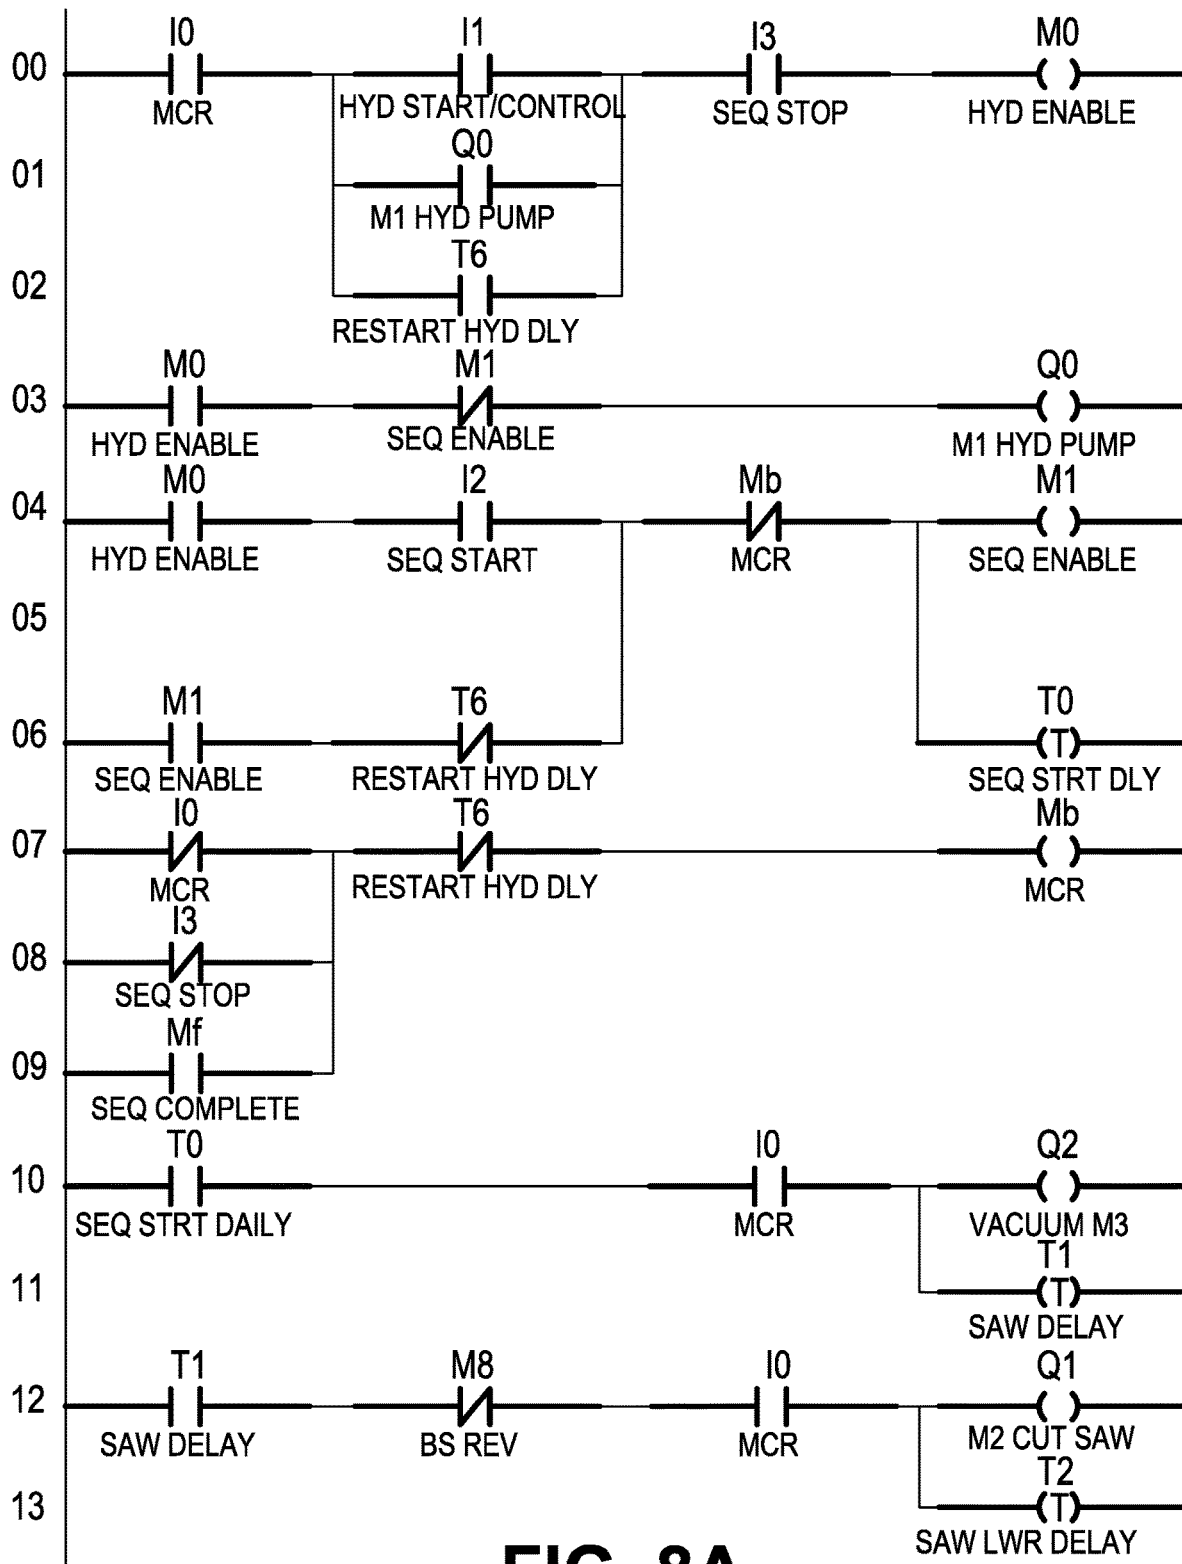 I0 I1 I3 M0
00
MCR HYD START/CONTROL SEQ STOP HYD ENABLE
Q0
01
M1 HYD PUMP
T6
02
RESTART HYD DLY
M0 M1 Q0
03
HYD ENABLE SEQ ENABLE M1 HYD PUMP
M0 I2 Mb M1
04
HYD ENABLE SEQ START MCR SEQ ENABLE
05
M1 T6 T0
06 (T)
SEQ ENABLE RESTART HYD DLY SEQ STRT DLY
I0 T6 Mb
07
MCR RESTART HYD DLY MCR
I3
08
SEQ STOP
Mf
09
SEQ COMPLETE
T0 I0 Q2
10
SEQ STRT DAILY MCR VACUUM M3
T1
11 (T)
SAW DELAY
T1 M8 I0 Q1
12
SAW DELAY BS REV MCR M2 CUT SAW
T2
13 (T)
SAW LWR DELAY
FIG. 8A